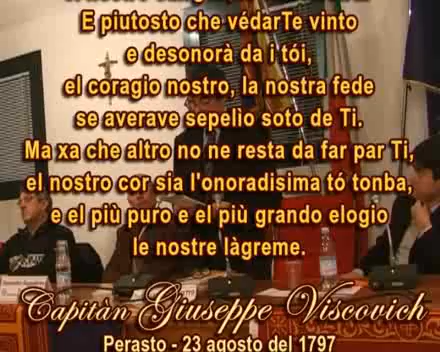 E piutosto che védarTe vinto
e desonorà da i tói,
el coragio nostro, la nostra fede
se averave sepelìo soto de Ti.
Ma xa che altro no ne resta da far par Ti,
el nostro cor sia l'onoradisima tó tonba,
e el più puro e el più grando elogio
le nostre làgreme.
Capitàn Giuseppe Viscovich
Perasto - 23 agosto del 1797